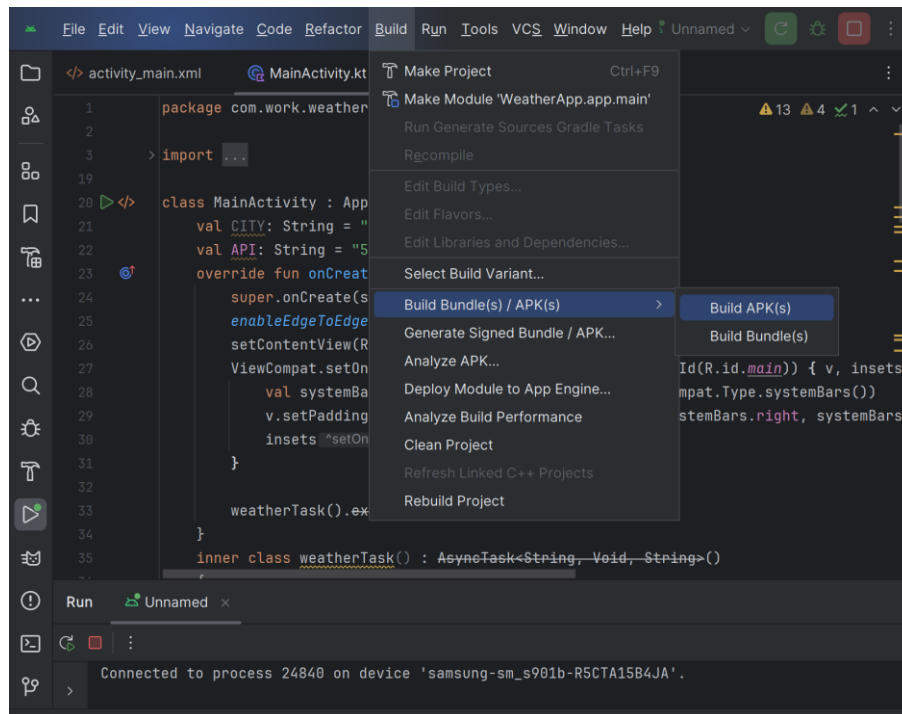 File Edit View Navigate Code Refactor Build Run Tools VCS Window Help Unnamed
</> activity_main.xml MainActivity.kt
Make Project Ctrl+F9
Make Module 'WeatherApp.app.main'
Run Generate Sources Gradle Tasks
Recompile
Edit Build Types...
Edit Flavors...
Edit Libraries and Dependencies...
Select Build Variant...
Build Bundle(s) / APK(s) >
Generate Signed Bundle / APK...
Analyze APK...
Deploy Module to App Engine...
Analyze Build Performance
Clean Project
Refresh Linked C++ Projects
Rebuild Project
Build APK(s)
Build Bundle(s)
13 4 1
1 package com.work.weather
2
3 > import ...
19
20 </> class MainActivity : App
21 val CITY: String = "
22 val API: String = "5
23 override fun onCreat
24 super.onCreate(s
25 enableEdgeToEdge
26 setContentView(R
27 ViewCompat.setOn Id(R.id.main)) { v, insets
28 val systemBa mpat.Type.systemBars())
29 v.setPadding stemBars.right, systemBars
30 insets ^setOn
31 }
32
33 weatherTask().ex
34 }
35 inner class weatherTask() : AsyncTask<String, Void, String>()
Run Unnamed ×
Connected to process 24840 on device 'samsung-sm_s901b-R5CTA15B4JA'.